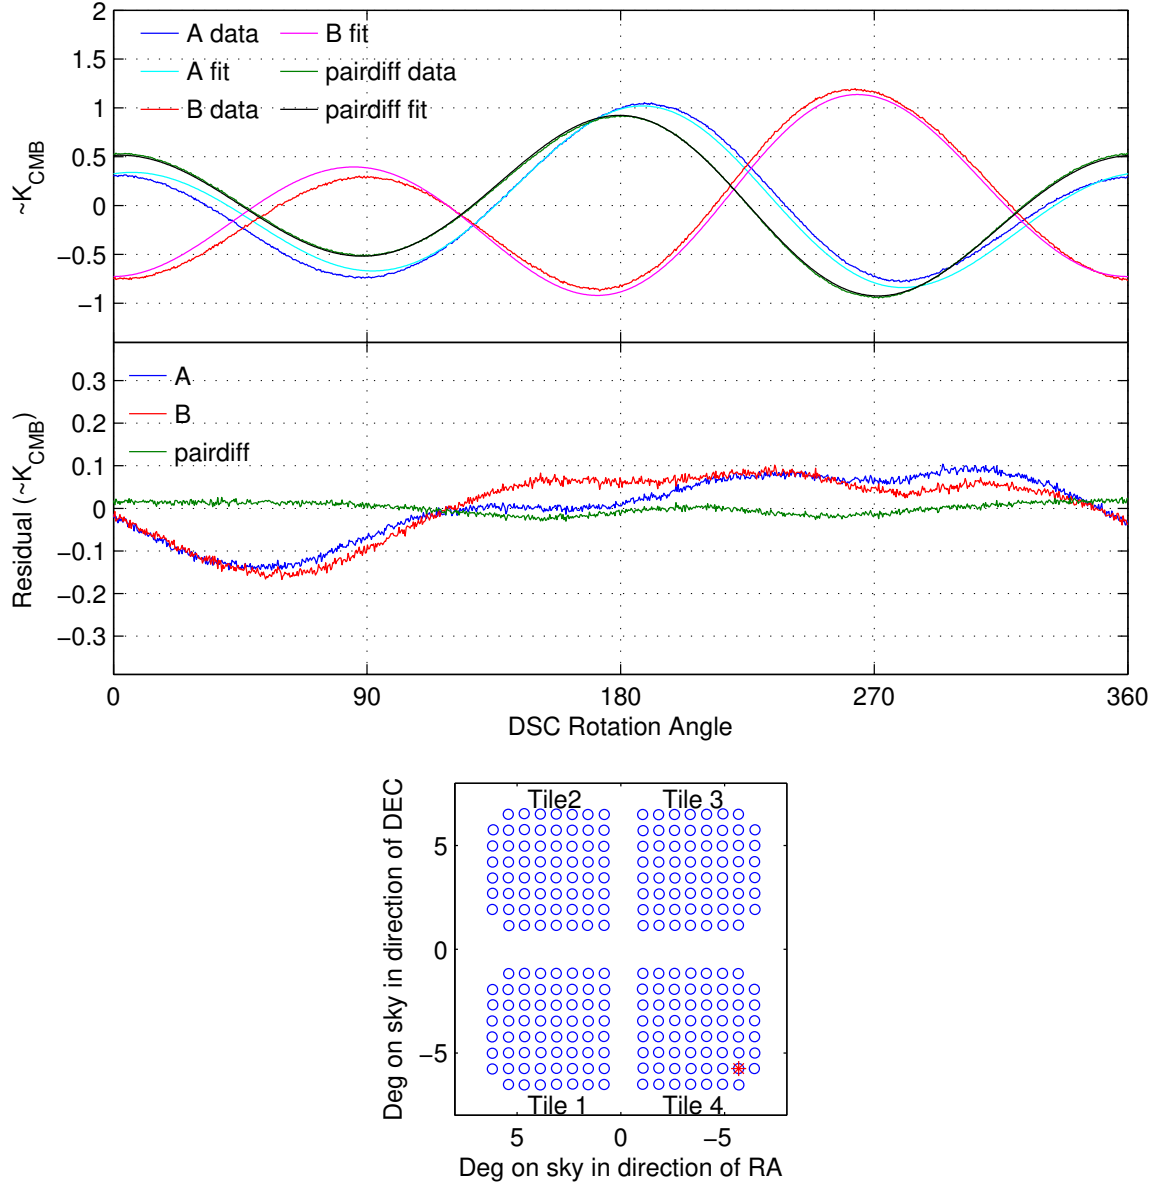 2
1.5
1
0.5
0
−0.5
−1
~K_CMB
A data
A fit
B data
B fit
pairdiff data
pairdiff fit
0.3
0.2
0.1
0
−0.1
−0.2
−0.3
Residual (~K_CMB)
A
B
pairdiff
0 90 180 270 360
DSC Rotation Angle
Tile2 Tile 3
5
0
−5
Deg on sky in direction of DEC
Tile 1 Tile 4
5 0 −5
Deg on sky in direction of RA